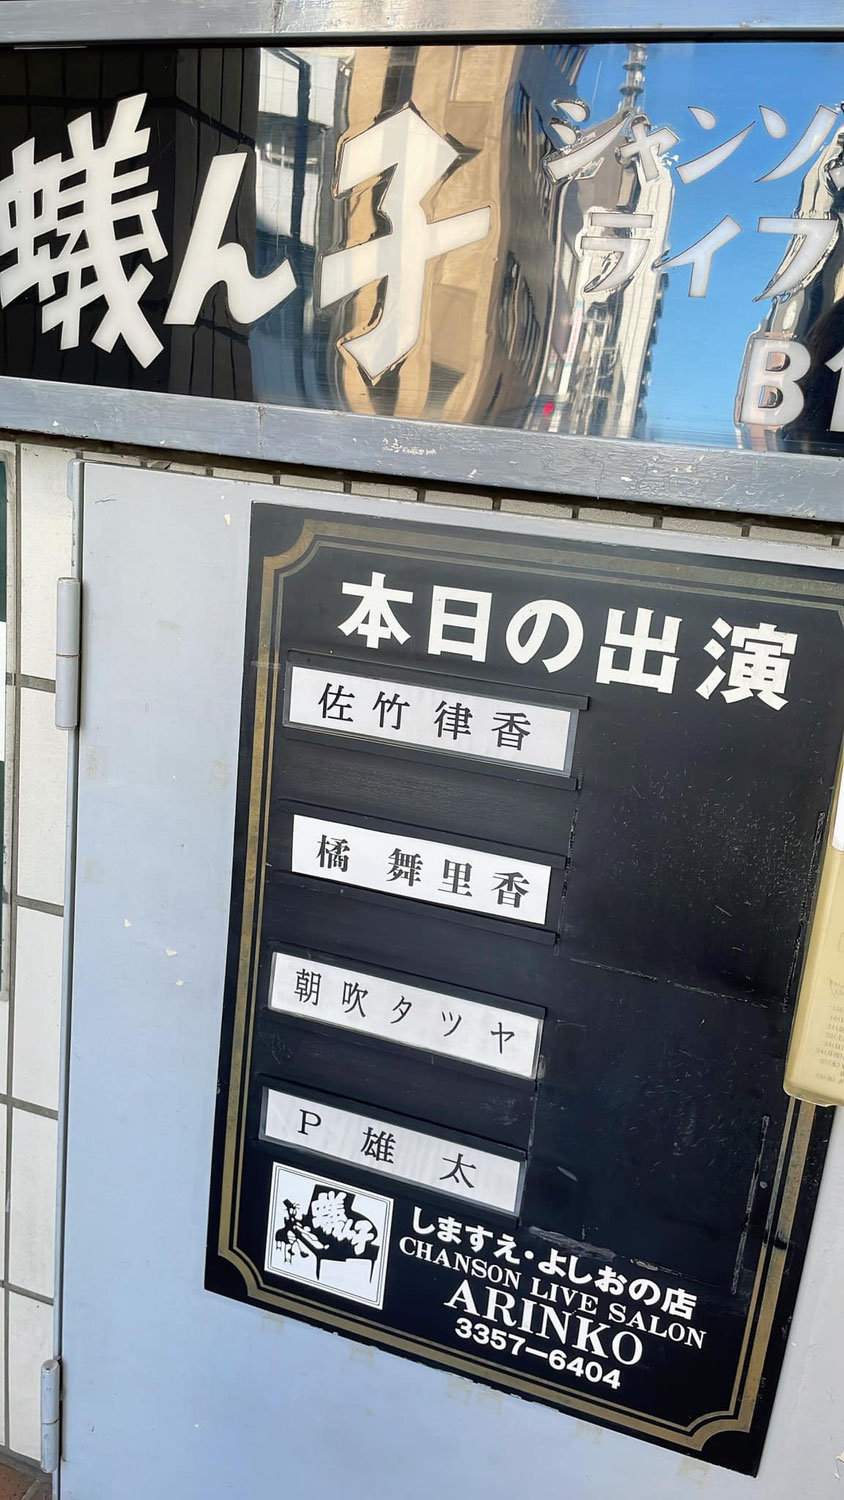 蟻ん子
シャンソ
ライブ
B1
本日の出演
佐竹律香
橘 舞里香
朝吹タツヤ
P 雄 太
蟻ん子
しますえ・よしおの店
CHANSON LIVE SALON
ARINKO
3357-6404